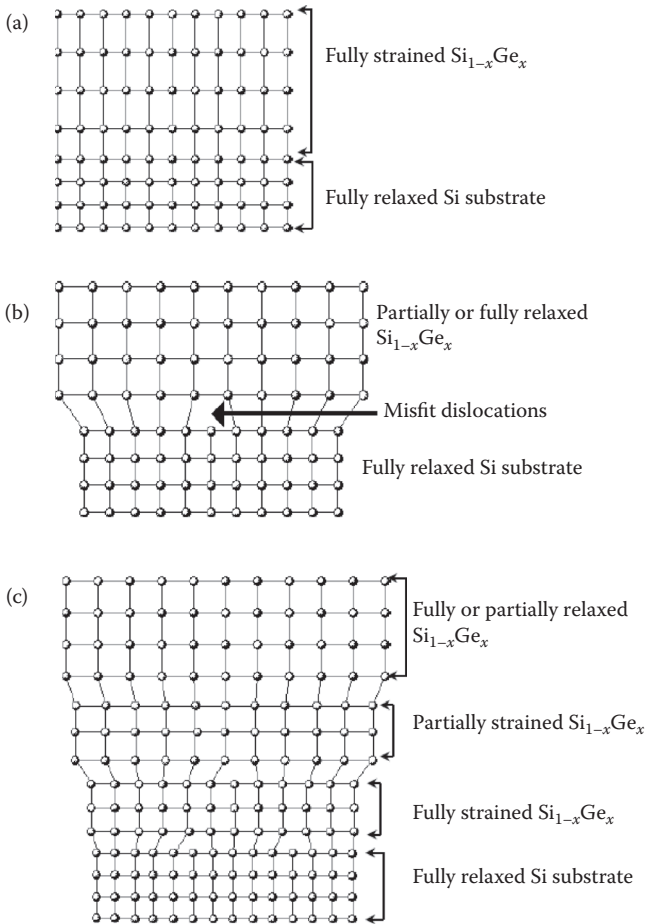 (a)
Fully strained Si₁₋ₓGeₓ
Fully relaxed Si substrate
(b)
Partially or fully relaxed
Si₁₋ₓGeₓ
Misfit dislocations
Fully relaxed Si substrate
(c)
Fully or partially relaxed
Si₁₋ₓGeₓ
Partially strained Si₁₋ₓGeₓ
Fully strained Si₁₋ₓGeₓ
Fully relaxed Si substrate